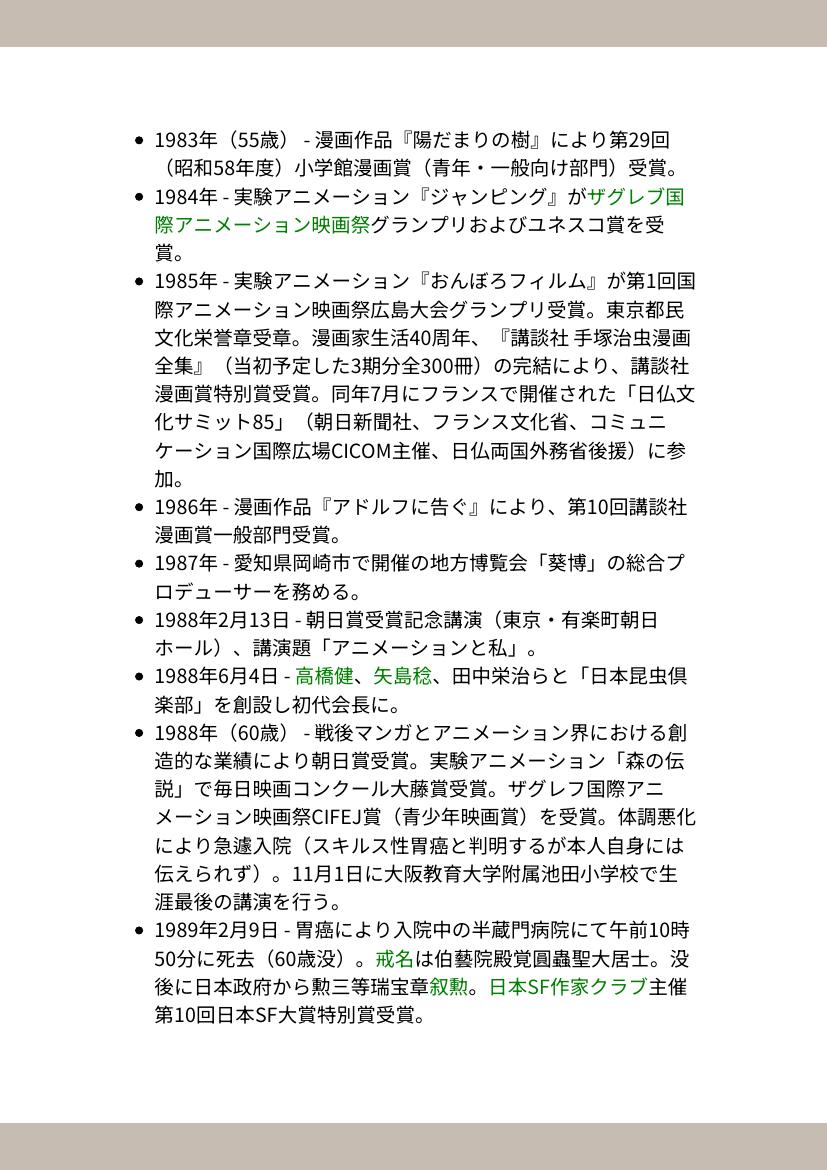 • 1983年（55歳） - 漫画作品『陽だまりの樹』により第29回
（昭和58年度）小学館漫画賞（青年・一般向け部門）受賞。
• 1984年 - 実験アニメーション『ジャンピング』がザグレブ国
際アニメーション映画祭グランプリおよびユネスコ賞を受
賞。
• 1985年 - 実験アニメーション『おんぼろフィルム』が第1回国
際アニメーション映画祭広島大会グランプリ受賞。東京都民
文化栄誉章受章。漫画家生活40周年、『講談社 手塚治虫漫画
全集』（当初予定した3期分全300冊）の完結により、講談社
漫画賞特別賞受賞。同年7月にフランスで開催された「日仏文
化サミット85」（朝日新聞社、フランス文化省、コミュニ
ケーション国際広場CICOM主催、日仏両国外務省後援）に参
加。
• 1986年 - 漫画作品『アドルフに告ぐ』により、第10回講談社
漫画賞一般部門受賞。
• 1987年 - 愛知県岡崎市で開催の地方博覧会「葵博」の総合プ
ロデューサーを務める。
• 1988年2月13日 - 朝日賞受賞記念講演（東京・有楽町朝日
ホール）、講演題「アニメーションと私」。
• 1988年6月4日 - 高橋健、矢島稔、田中栄治らと「日本昆虫倶
楽部」を創設し初代会長に。
• 1988年（60歳） - 戦後マンガとアニメーション界における創
造的な業績により朝日賞受賞。実験アニメーション「森の伝
説」で毎日映画コンクール大藤賞受賞。ザグレフ国際アニ
メーション映画祭CIFEJ賞（青少年映画賞）を受賞。体調悪化
により急遽入院（スキルス性胃癌と判明するが本人自身には
伝えられず）。11月1日に大阪教育大学附属池田小学校で生
涯最後の講演を行う。
• 1989年2月9日 - 胃癌により入院中の半蔵門病院にて午前10時
50分に死去（60歳没）。戒名は伯藝院殿覚圓蟲聖大居士。没
後に日本政府から勲三等瑞宝章叙勲。日本SF作家クラブ主催
第10回日本SF大賞特別賞受賞。